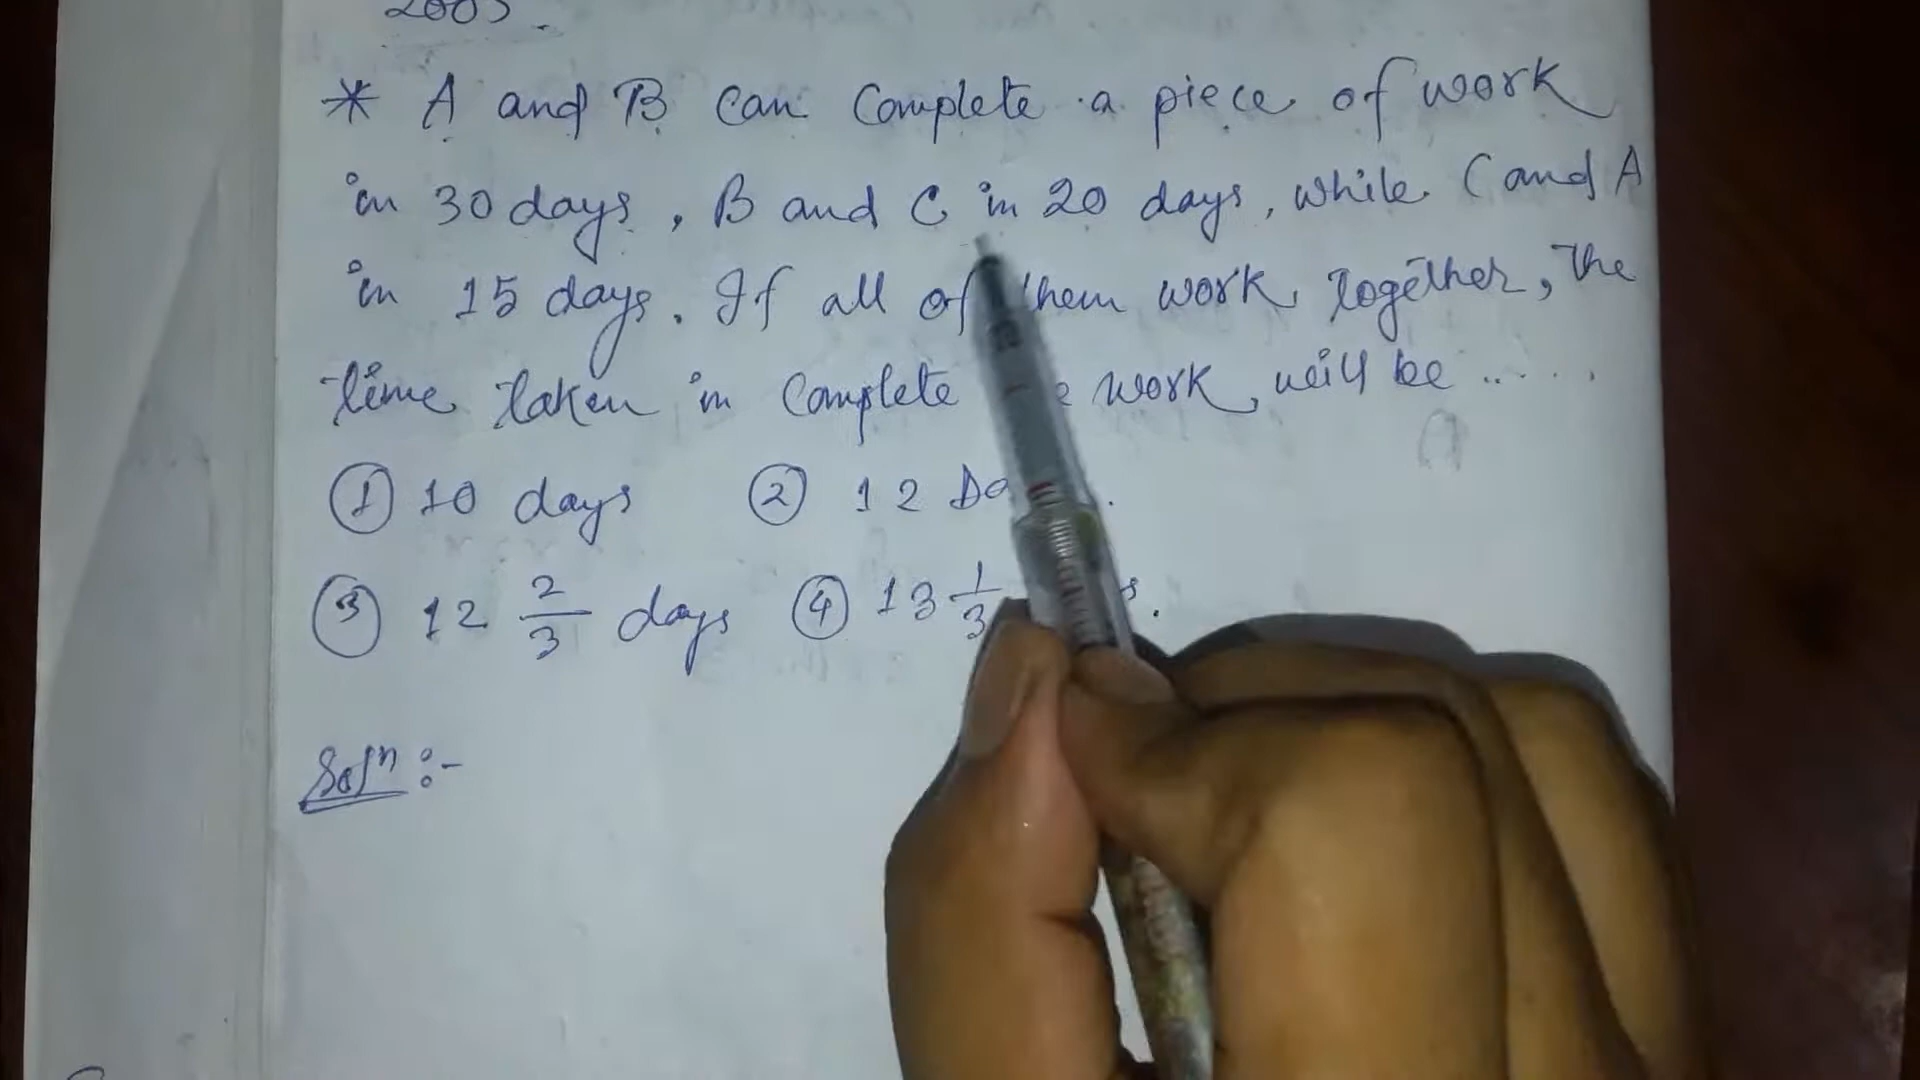 * A and B can complete a piece of work
in 30 days, B and C in 20 days, while C and A
in 15 days. If all of them work together, the
time taken in complete work will be .....
① 10 days ② 12
③ 12 2/3 days ④ 13 1/3
Solⁿ :-